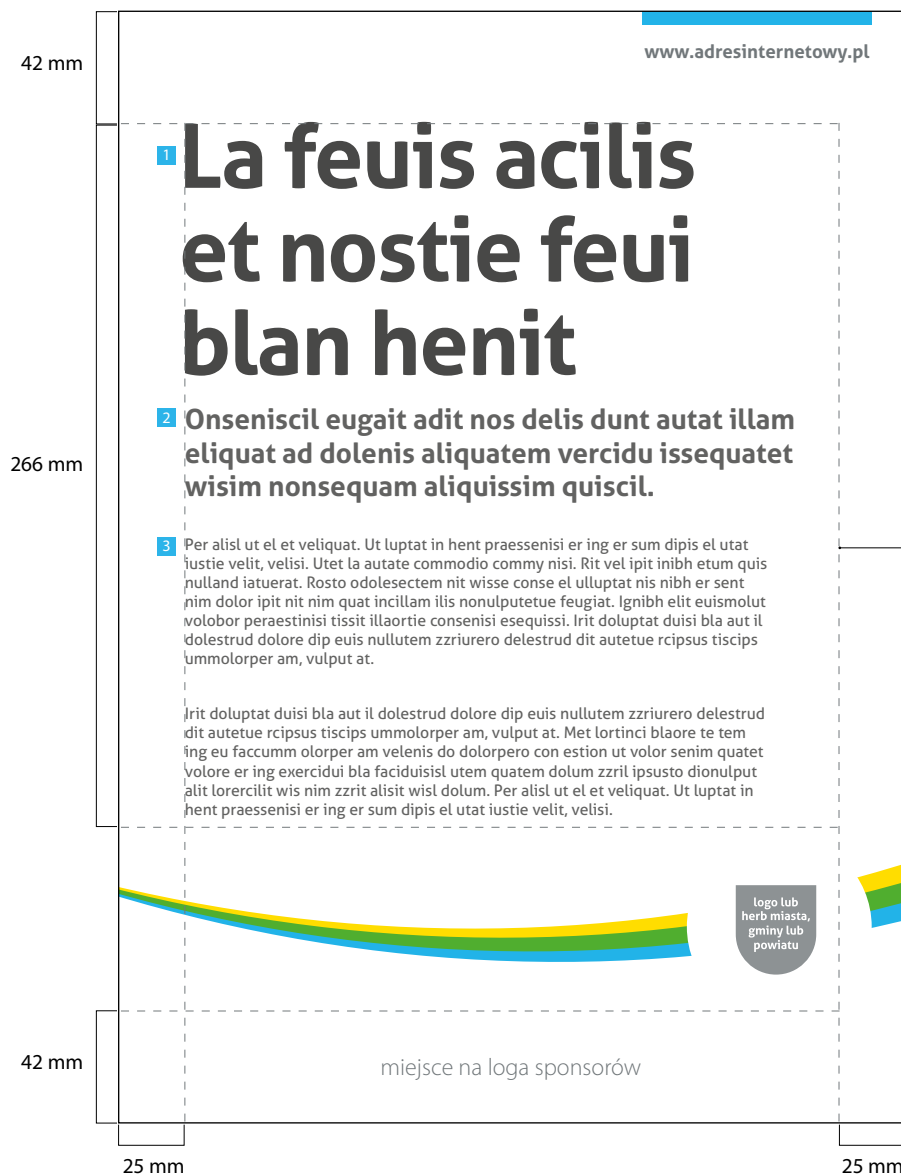 42 mm
www.adresinternetowy.pl
1
La feuis acilis
et nostie feui
blan henit
2
Onseniscil eugait adit nos delis dunt autat illam
eliquat ad dolenis aliquatem vercidu issequatet
wisim nonsequam aliquissim quiscil.
266 mm
3
Per alisl ut el et veliquat. Ut luptat in hent praessenisi er ing er sum dipis el utat
iustie velit, velisi. Utet la autate commodio commy nisi. Rit vel ipit inibh etum quis
nulland iatuerat. Rosto odolesectem nit wisse conse el ulluptat nis nibh er sent
nim dolor ipit nit nim quat incillam ilis nonulputetue feugiat. Ignibh elit euismolut
volobor peraestinisi tissit illaortie consenisi esequissi. Irit doluptat duisi bla aut il
dolestrud dolore dip euis nullutem zzriurero delestrud dit autetue rcipsus tiscips
ummolorper am, vulput at.
Irit doluptat duisi bla aut il dolestrud dolore dip euis nullutem zzriurero delestrud
dit autetue rcipsus tiscips ummolorper am, vulput at. Met lortinci blaore te tem
ing eu faccumm olorper am velenis do dolorpero con estion ut volor senim quatet
volore er ing exercidui bla faciduisisl utem quatem dolum zzril ipsusto dionulput
alit lorercilit wis nim zzrit alisit wisl dolum. Per alisl ut el et veliquat. Ut luptat in
hent praessenisi er ing er sum dipis el utat iustie velit, velisi.
logo lub
herb miasta,
gminy lub
powiatu
42 mm
miejsce na loga sponsorów
25 mm
25 mm